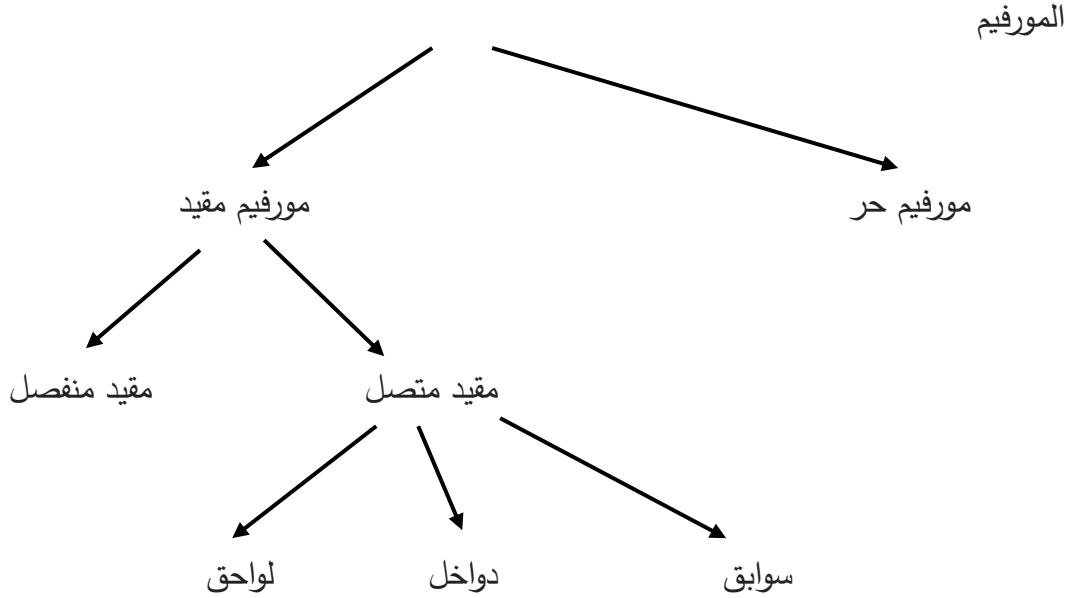 المورفيم
مورفيم حر
مورفيم مقيد
مقيد متصل
مقيد منفصل
سوابق
دواخل
لواحق